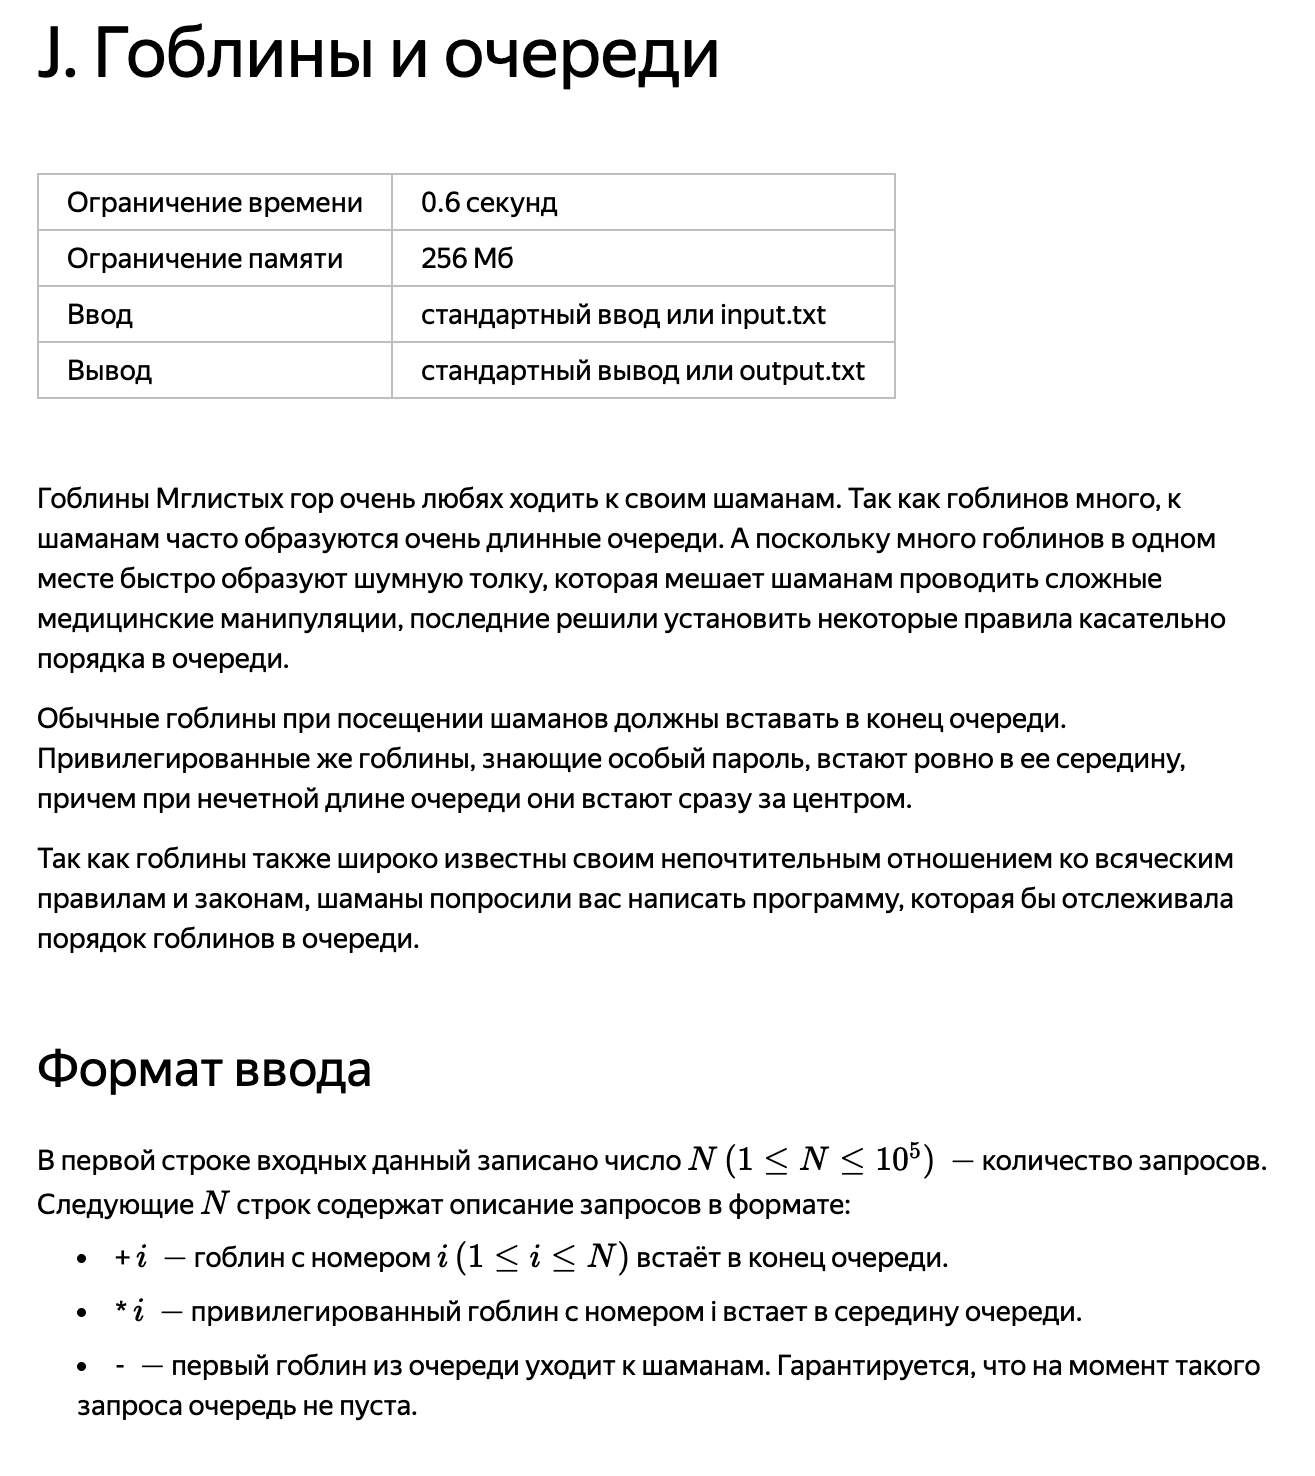 J. Гоблины и очереди
Ограничение времени 0.6 секунд
Ограничение памяти 256 Мб
Ввод стандартный ввод или input.txt
Вывод стандартный вывод или output.txt
Гоблины Мглистых гор очень любях ходить к своим шаманам. Так как гоблинов много, к
шаманам часто образуются очень длинные очереди. А поскольку много гоблинов в одном
месте быстро образуют шумную толку, которая мешает шаманам проводить сложные
медицинские манипуляции, последние решили установить некоторые правила касательно
порядка в очереди.
Обычные гоблины при посещении шаманов должны вставать в конец очереди.
Привилегированные же гоблины, знающие особый пароль, встают ровно в ее середину,
причем при нечетной длине очереди они встают сразу за центром.
Так как гоблины также широко известны своим непочтительным отношением ко всяческим
правилам и законам, шаманы попросили вас написать программу, которая бы отслеживала
порядок гоблинов в очереди.
Формат ввода
В первой строке входных данный записано число N (1 ≤ N ≤ 10⁵) — количество запросов.
Следующие N строк содержат описание запросов в формате:
• + i — гоблин с номером i (1 ≤ i ≤ N) встаёт в конец очереди.
• * i — привилегированный гоблин с номером i встает в середину очереди.
• - — первый гоблин из очереди уходит к шаманам. Гарантируется, что на момент такого
запроса очередь не пуста.